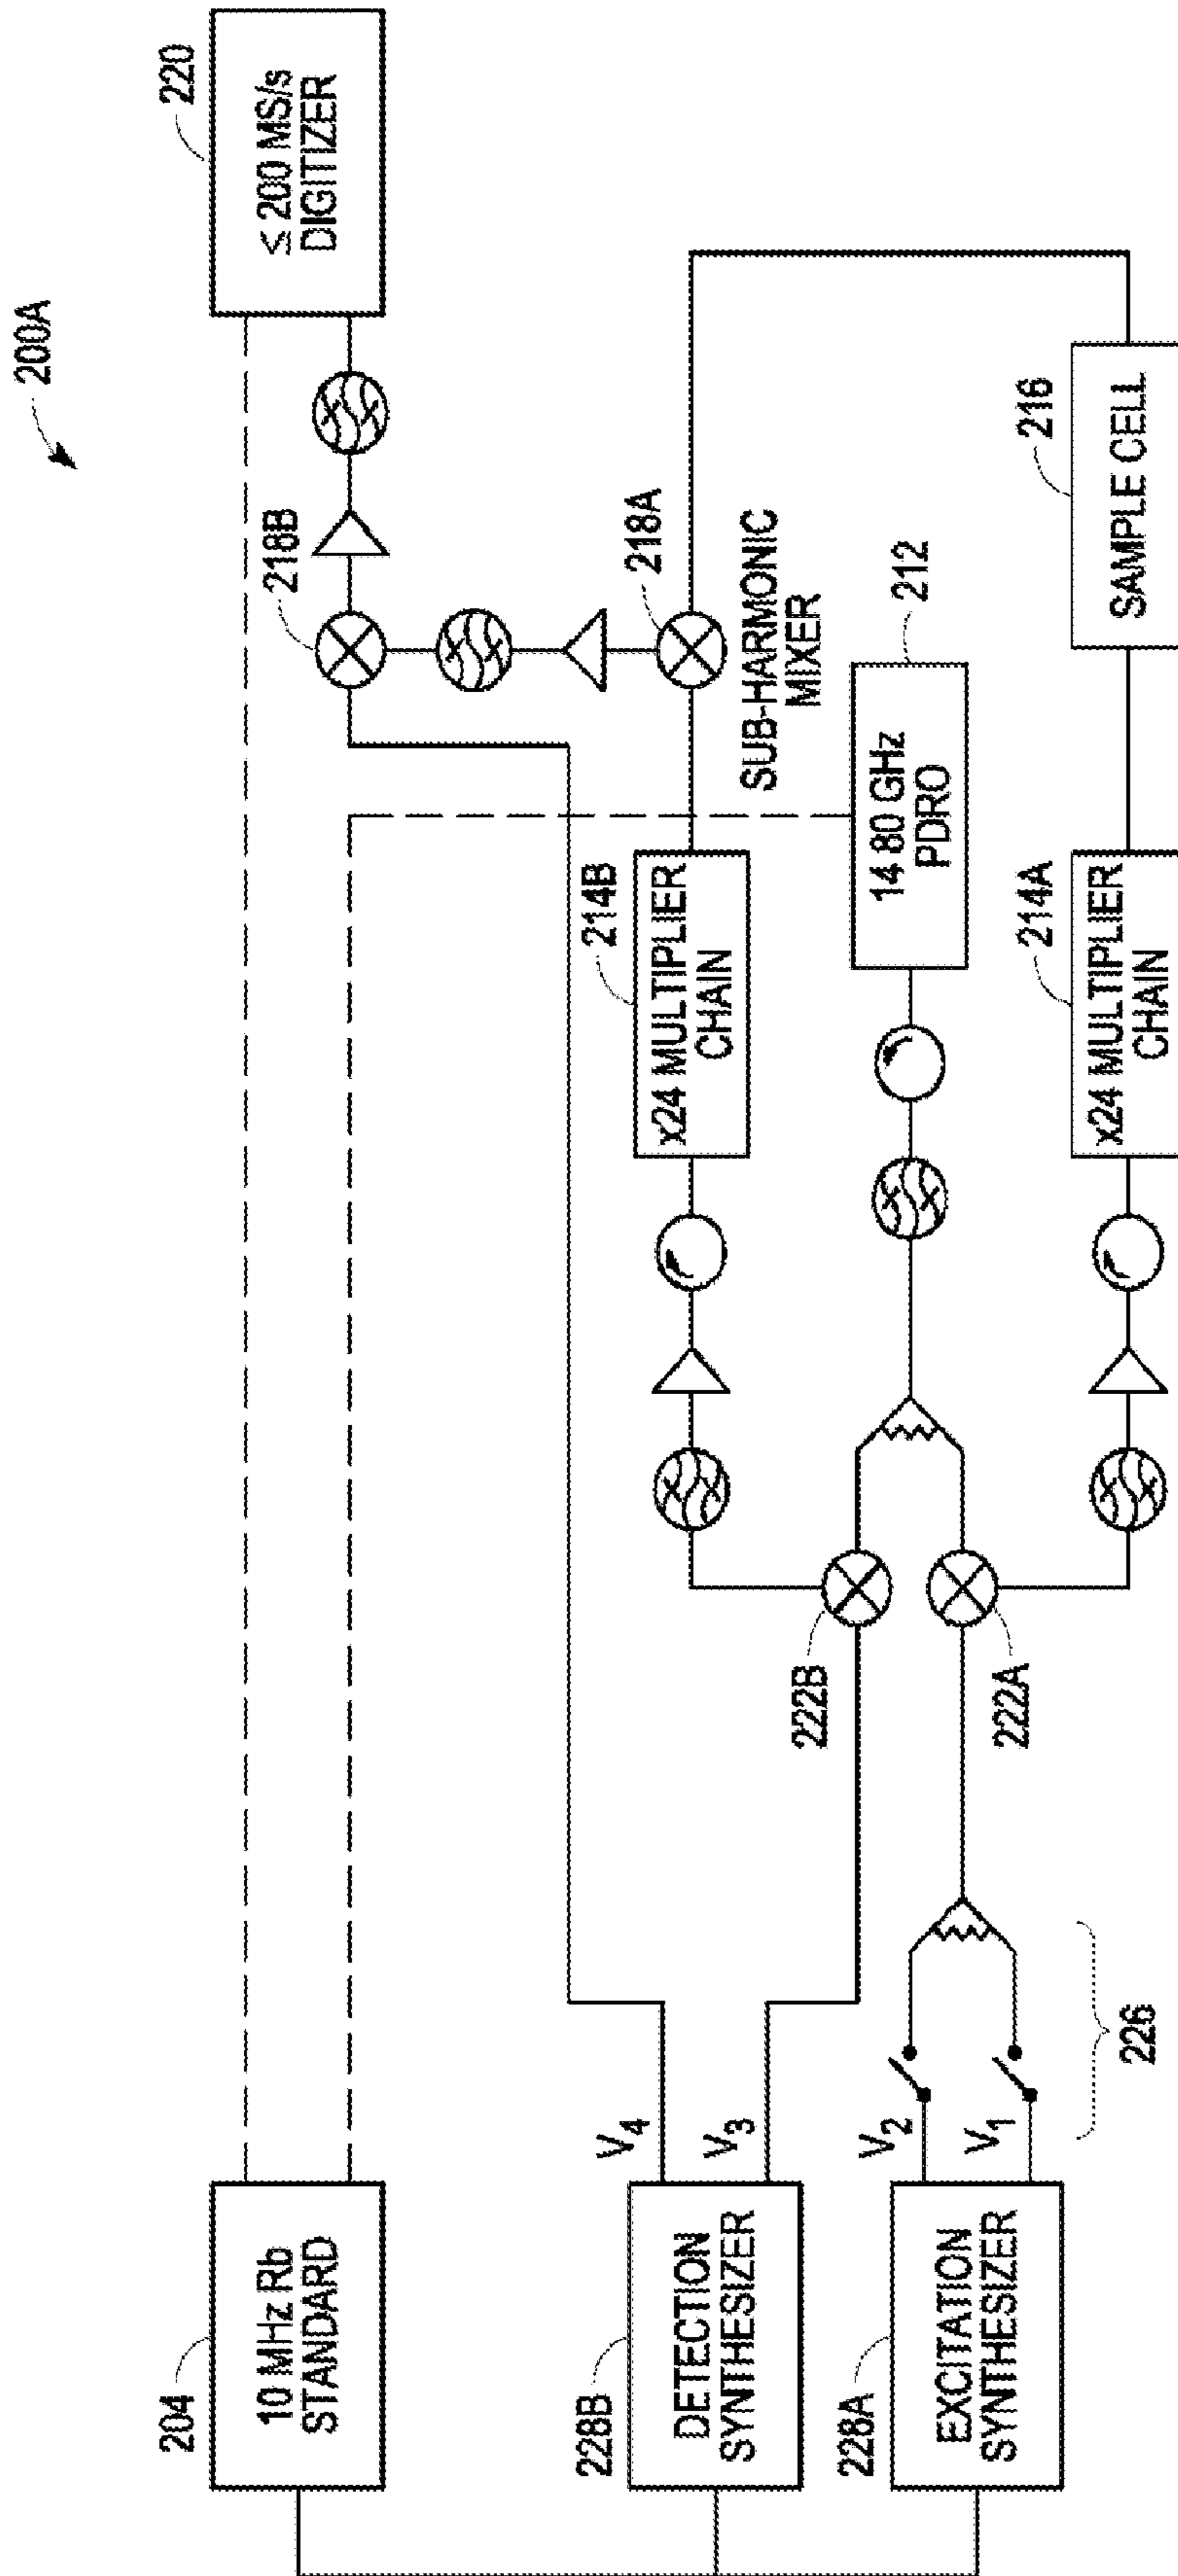 200A
204
10 MHz Rb
STANDARD
220
≤ 200 MS/s
DIGITIZER
218B
218A
SUB-HARMONIC
MIXER
228B
DETECTION
SYNTHESIZER
V4
V3
214B
x24 MULTIPLIER
CHAIN
212
14 80 GHz
PDRO
222B
222A
228A
EXCITATION
SYNTHESIZER
V2
V1
226
214A
x24 MULTIPLIER
CHAIN
216
SAMPLE CELL